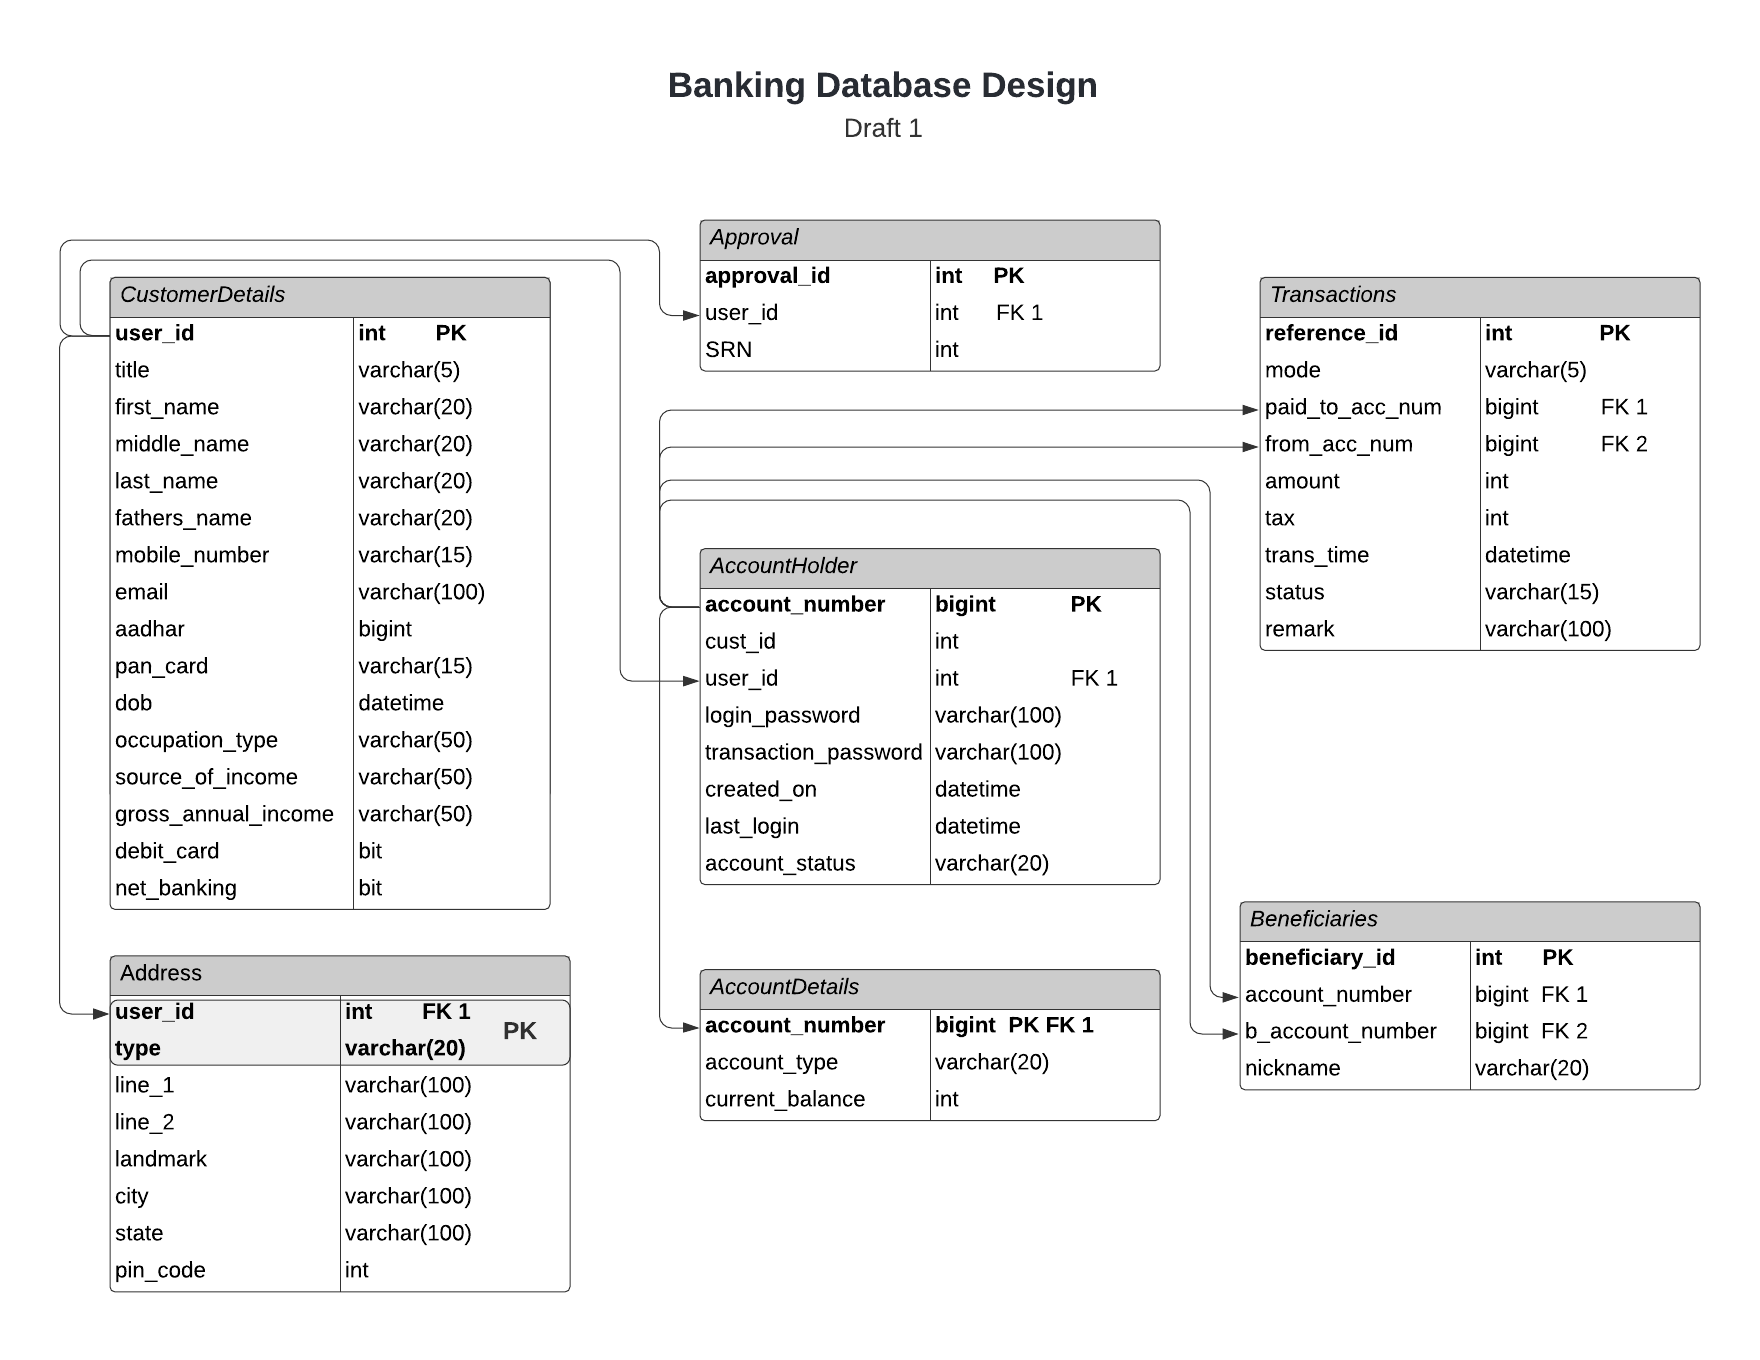 Banking Database Design
Draft 1
CustomerDetails
user_id int PK
title varchar(5)
first_name varchar(20)
middle_name varchar(20)
last_name varchar(20)
fathers_name varchar(20)
mobile_number varchar(15)
email varchar(100)
aadhar bigint
pan_card varchar(15)
dob datetime
occupation_type varchar(50)
source_of_income varchar(50)
gross_annual_income varchar(50)
debit_card bit
net_banking bit
Address
user_id int FK 1
PK
type varchar(20)
line_1 varchar(100)
line_2 varchar(100)
landmark varchar(100)
city varchar(100)
state varchar(100)
pin_code int
Approval
approval_id int PK
user_id int FK 1
SRN int
AccountHolder
account_number bigint PK
cust_id int
user_id int FK 1
login_password varchar(100)
transaction_password varchar(100)
created_on datetime
last_login datetime
account_status varchar(20)
AccountDetails
account_number bigint PK FK 1
account_type varchar(20)
current_balance int
Transactions
reference_id int PK
mode varchar(5)
paid_to_acc_num bigint FK 1
from_acc_num bigint FK 2
amount int
tax int
trans_time datetime
status varchar(15)
remark varchar(100)
Beneficiaries
beneficiary_id int PK
account_number bigint FK 1
b_account_number bigint FK 2
nickname varchar(20)